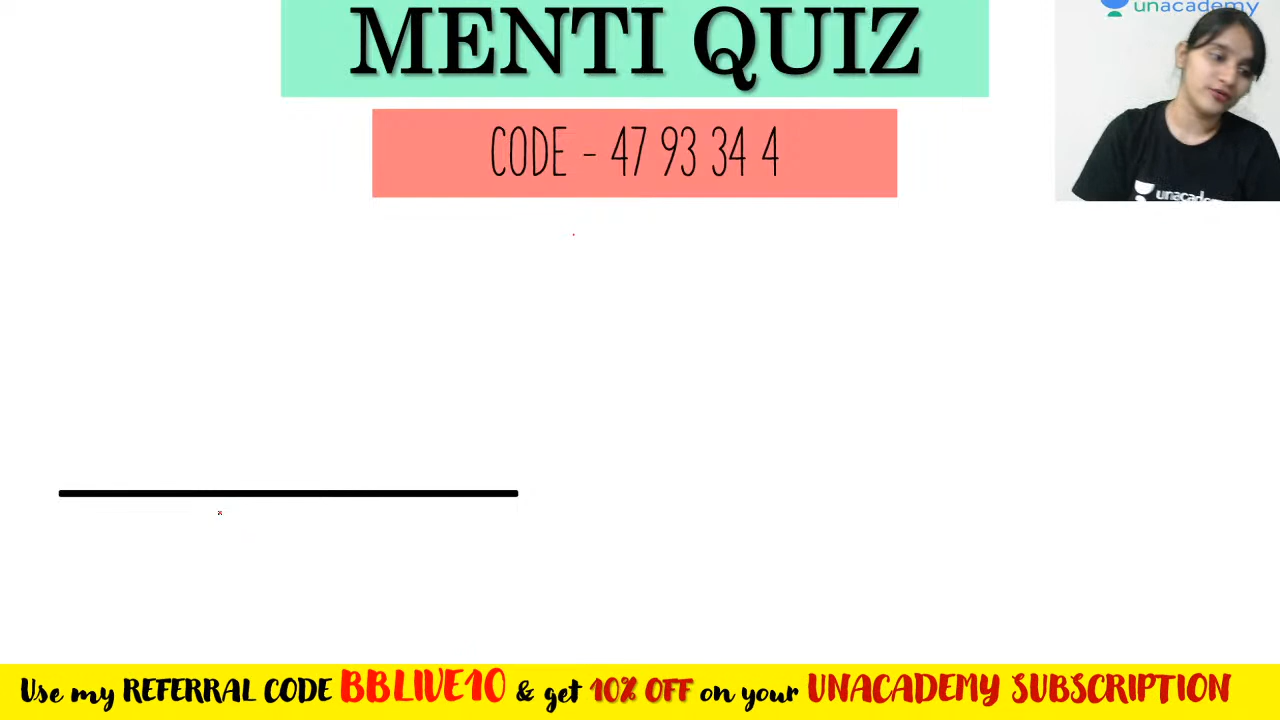 MENTI QUIZ
unacademy
CODE - 47 93 34 4
unacademy
Use my REFERRAL CODE BBLIVE10 & get 10% OFF on your UNACADEMY SUBSCRIPTION